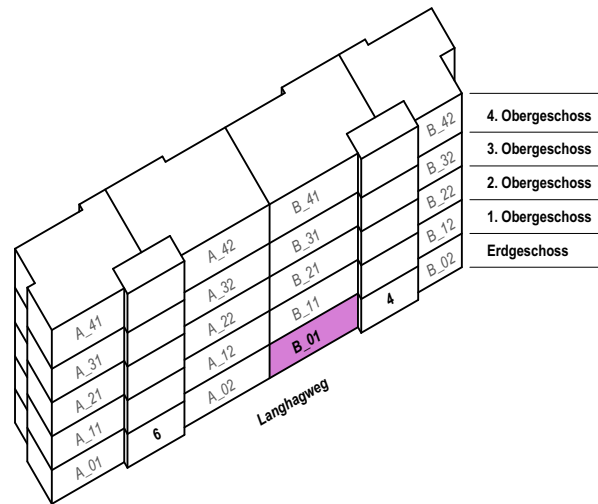 4. Obergeschoss
3. Obergeschoss
2. Obergeschoss
1. Obergeschoss
Erdgeschoss
B_42
B_32
B_22
B_12
B_02
4
B_41
B_31
B_21
B_11
B_01
A_42
A_32
A_22
A_12
A_02
6
A_41
A_31
A_21
A_11
A_01
Langhagweg